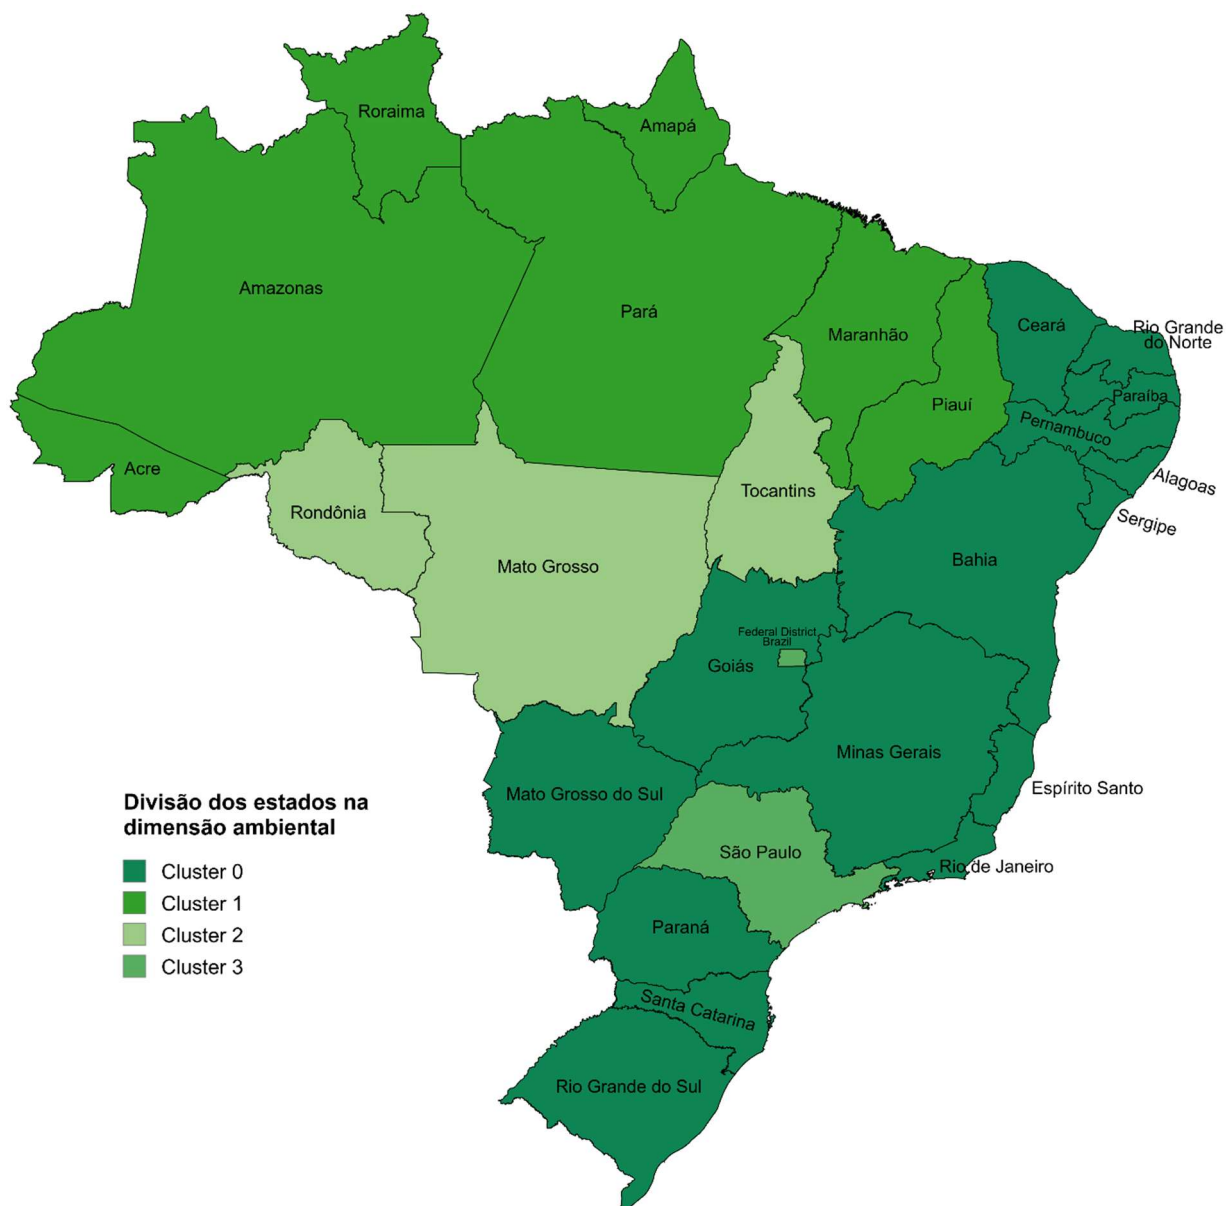 Roraima
Amapá
Amazonas
Pará
Maranhão
Ceará
Rio Grande
do Norte
Piauí
Paraíba
Pernambuco
Acre
Alagoas
Tocantins
Rondônia
Sergipe
Mato Grosso
Bahia
Federal District
Brazil
Goiás
Minas Gerais
Espírito Santo
Mato Grosso do Sul
São Paulo
Rio de Janeiro
Paraná
Santa Catarina
Rio Grande do Sul
Divisão dos estados na
dimensão ambiental
Cluster 0
Cluster 1
Cluster 2
Cluster 3